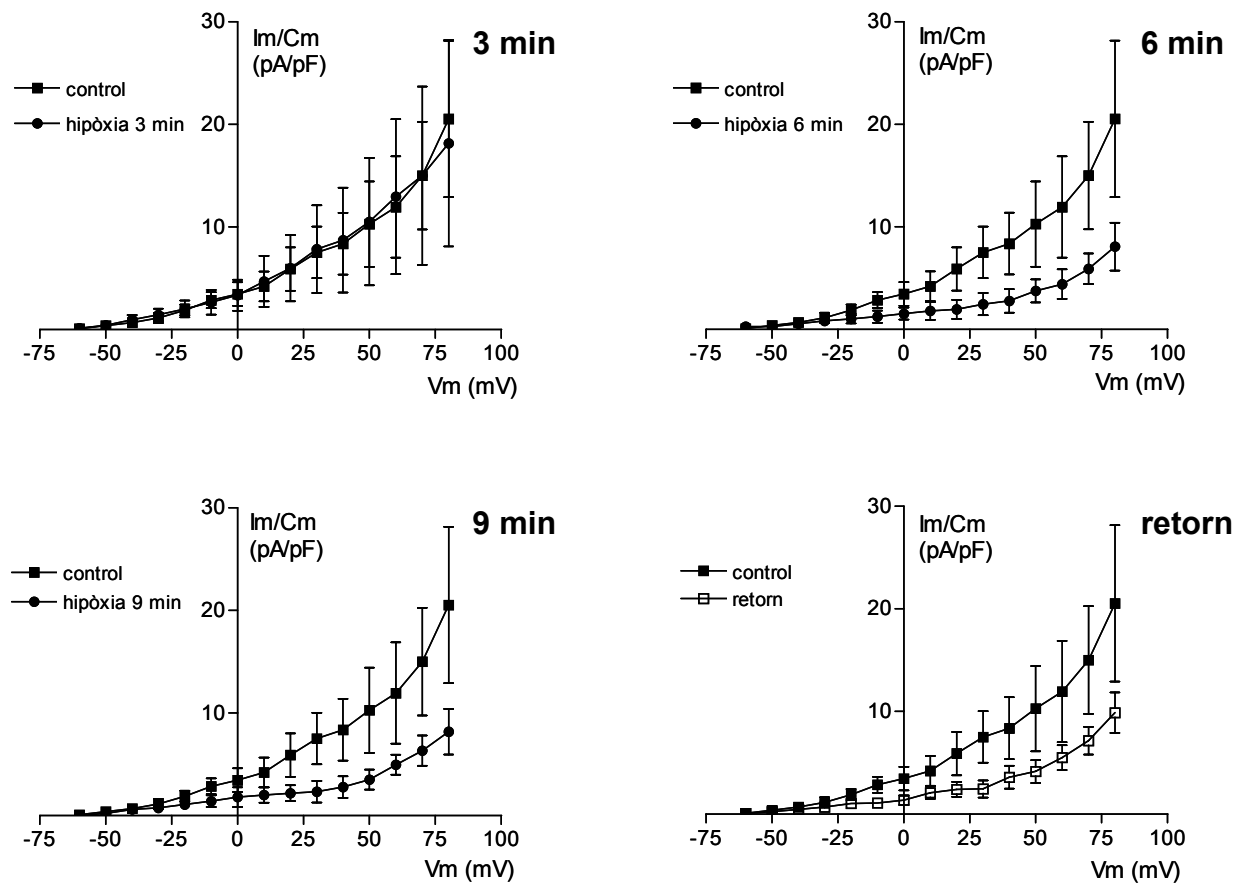 30
Im/Cm
(pA/pF)
3 min
control
hipòxia 3 min
20
10
-75 -50 -25 0 25 50 75 100
Vm (mV)
30
Im/Cm
(pA/pF)
6 min
control
hipòxia 6 min
20
10
-75 -50 -25 0 25 50 75 100
Vm (mV)
30
Im/Cm
(pA/pF)
9 min
control
hipòxia 9 min
20
10
-75 -50 -25 0 25 50 75 100
Vm (mV)
30
Im/Cm
(pA/pF)
retorn
control
retorn
20
10
-75 -50 -25 0 25 50 75 100
Vm (mV)